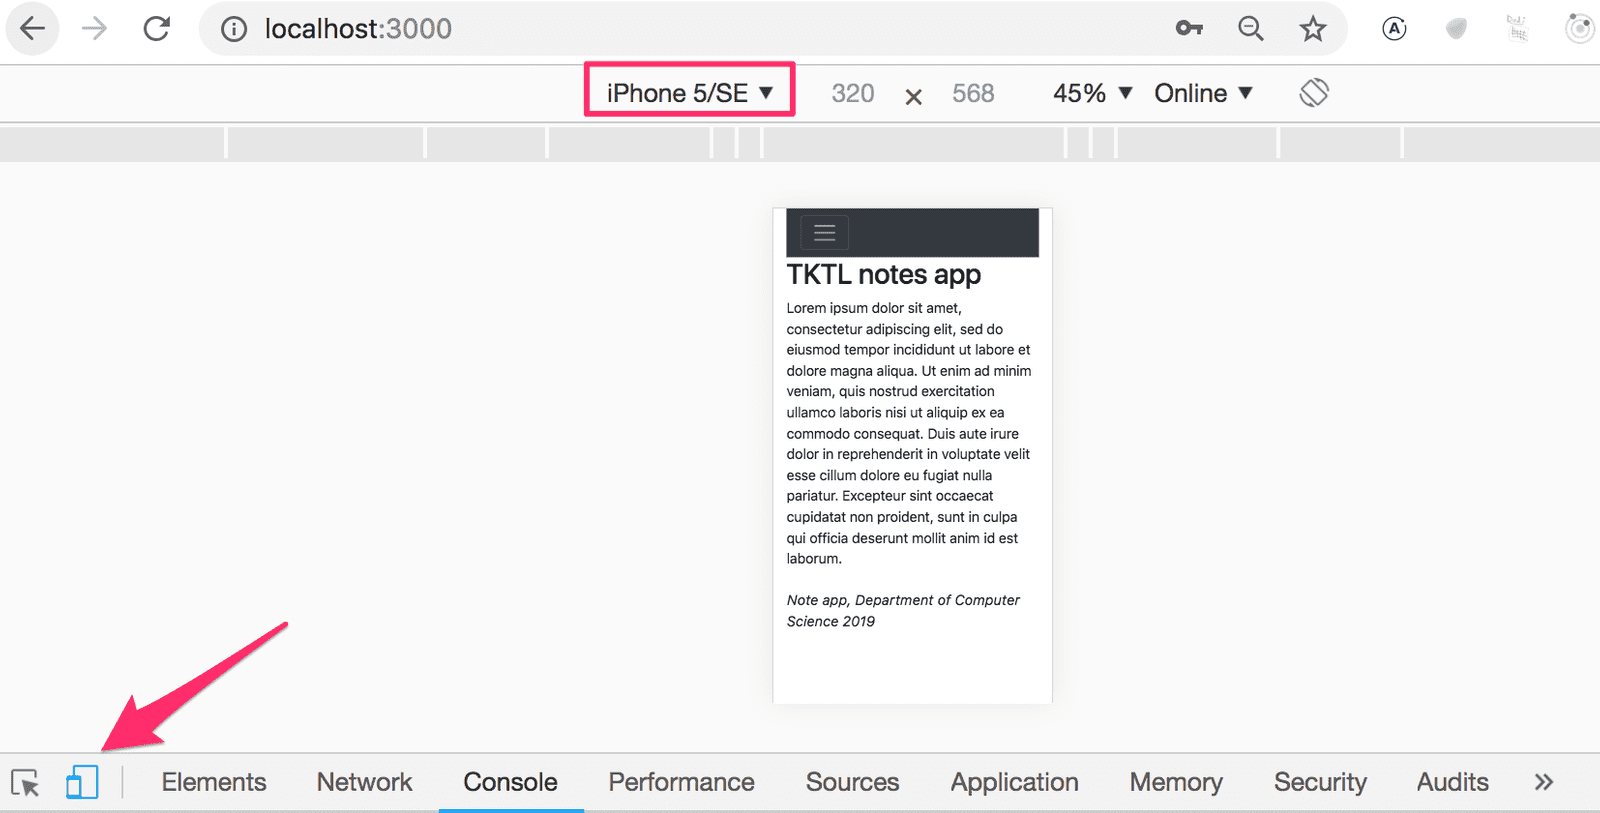 localhost:3000
iPhone 5/SE ▼ 320 × 568 45% ▼ Online ▼
TKTL notes app
Lorem ipsum dolor sit amet,
consectetur adipiscing elit, sed do
eiusmod tempor incididunt ut labore et
dolore magna aliqua. Ut enim ad minim
veniam, quis nostrud exercitation
ullamco laboris nisi ut aliquip ex ea
commodo consequat. Duis aute irure
dolor in reprehenderit in voluptate velit
esse cillum dolore eu fugiat nulla
pariatur. Excepteur sint occaecat
cupidatat non proident, sunt in culpa
qui officia deserunt mollit anim id est
laborum.
Note app, Department of Computer
Science 2019
Elements Network Console Performance Sources Application Memory Security Audits »